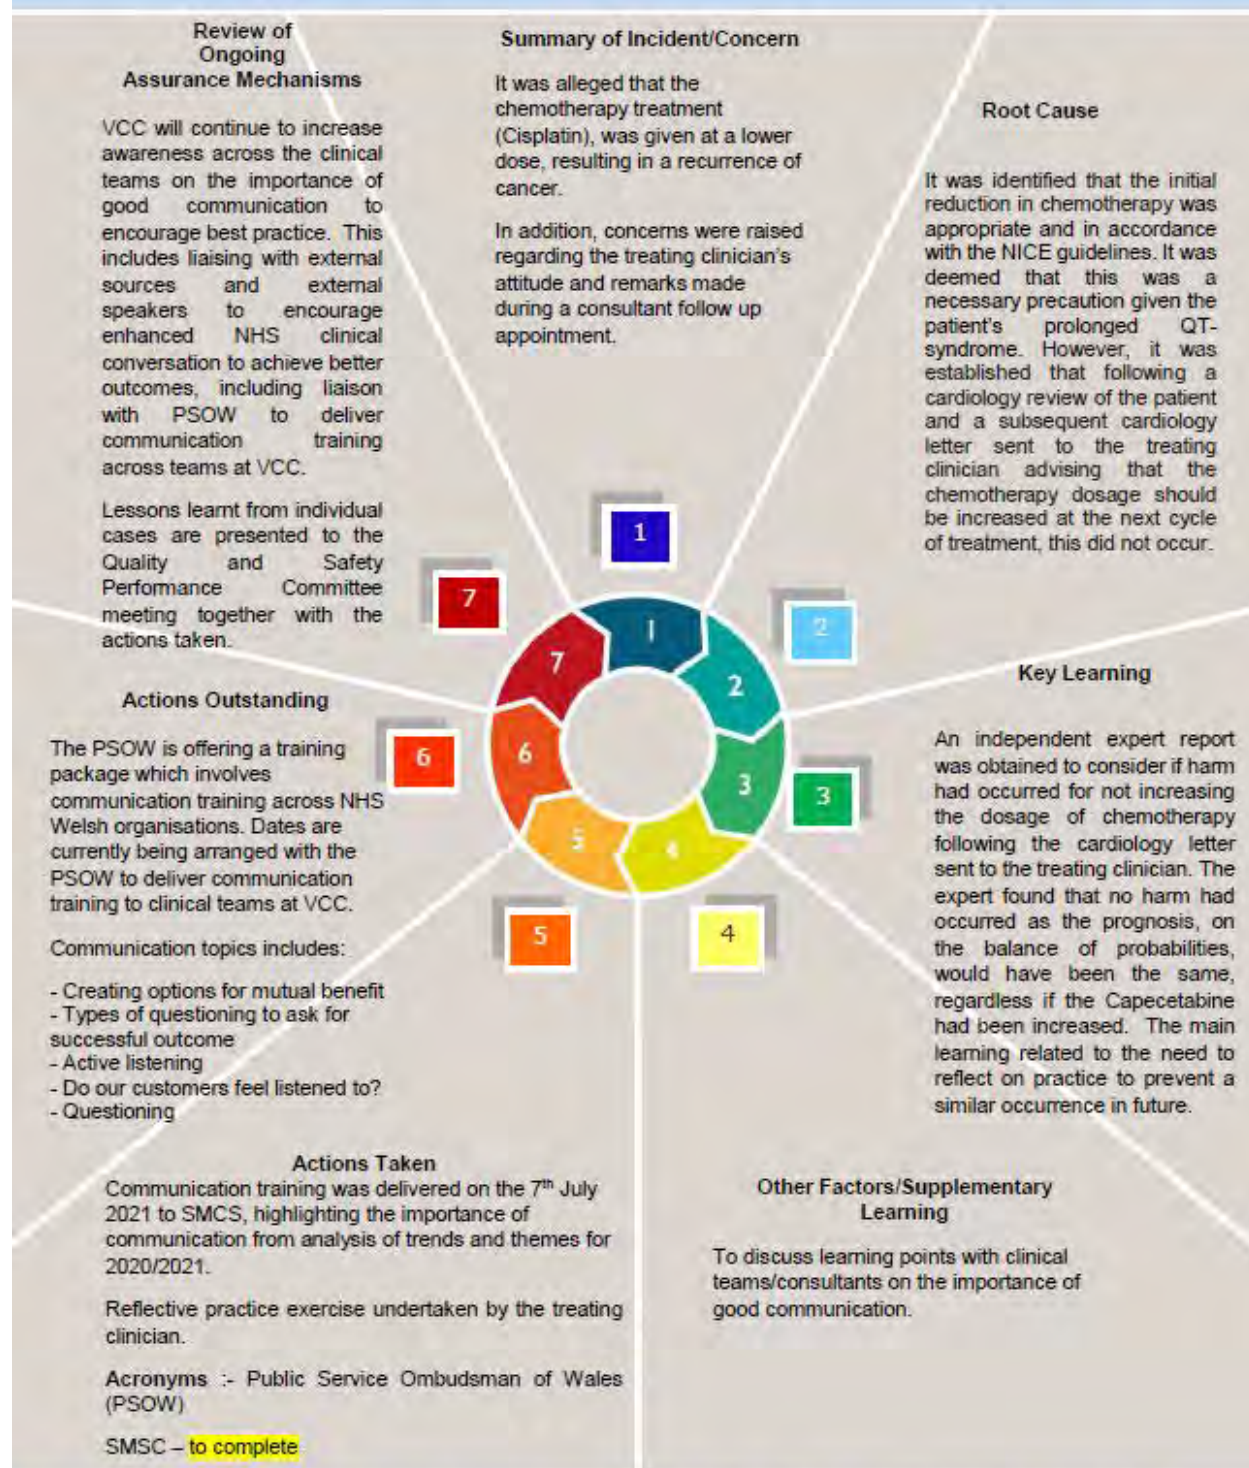 Summary of Incident/Concern
It was alleged that the
chemotherapy treatment
(Cisplatin), was given at a lower
dose, resulting in a recurrence of
cancer.
In addition, concerns were raised
regarding the treating clinician's
attitude and remarks made
during a consultant follow up
appointment.
Root Cause
It was identified that the initial
reduction in chemotherapy was
appropriate and in accordance
with the NICE guidelines. It was
deemed that this was a
necessary precaution given the
patient's prolonged QT-
syndrome. However, it was
established that following a
cardiology review of the patient
and a subsequent cardiology
letter sent to the treating
clinician advising that the
chemotherapy dosage should
be increased at the next cycle
of treatment, this did not occur.
Key Learning
An independent expert report
was obtained to consider if harm
had occurred for not increasing
the dosage of chemotherapy
following the cardiology letter
sent to the treating clinician. The
expert found that no harm had
occurred as the prognosis, on
the balance of probabilities,
would have been the same,
regardless if the Capecetabine
had been increased. The main
learning related to the need to
reflect on practice to prevent a
similar occurrence in future.
Other Factors/Supplementary
Learning
To discuss learning points with clinical
teams/consultants on the importance of
good communication.
Actions Taken
Communication training was delivered on the 7th July
2021 to SMCS, highlighting the importance of
communication from analysis of trends and themes for
2020/2021.
Reflective practice exercise undertaken by the treating
clinician.
Acronyms :- Public Service Ombudsman of Wales
(PSOW)
SMSC – to complete
Actions Outstanding
The PSOW is offering a training
package which involves
communication training across NHS
Welsh organisations. Dates are
currently being arranged with the
PSOW to deliver communication
training to clinical teams at VCC.
Communication topics includes:
- Creating options for mutual benefit
- Types of questioning to ask for
successful outcome
- Active listening
- Do our customers feel listened to?
- Questioning
Review of
Ongoing
Assurance Mechanisms
VCC will continue to increase
awareness across the clinical
teams on the importance of
good communication to
encourage best practice. This
includes liaising with external
sources and external
speakers to encourage
enhanced NHS clinical
conversation to achieve better
outcomes, including liaison
with PSOW to deliver
communication training
across teams at VCC.
Lessons learnt from individual
cases are presented to the
Quality and Safety
Performance Committee
meeting together with the
actions taken.
1
2
3
4
5
6
7
1
2
3
4
5
6
7